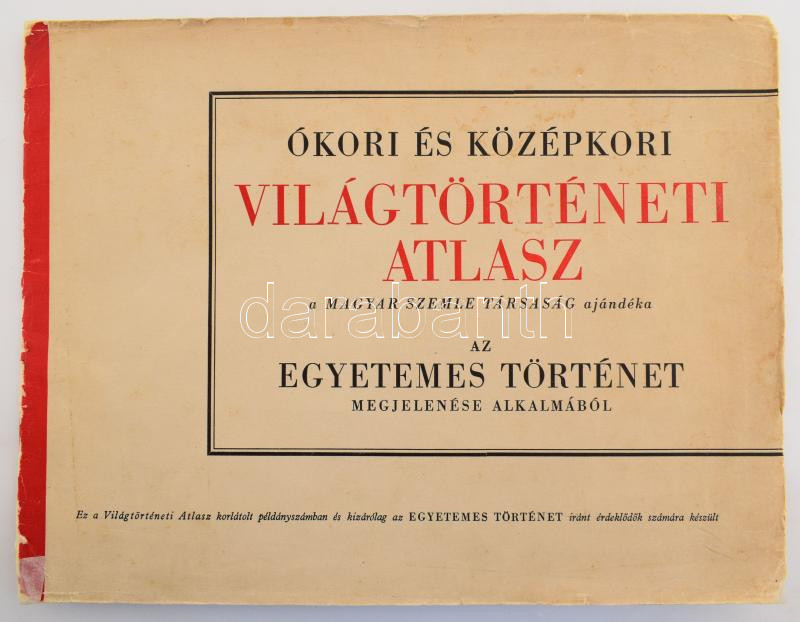 ÓKORI ÉS KÖZÉPKORI
VILÁGTÖRTÉNETI
ATLASZ
a MAGYAR SZEMLE TÁRSASÁG ajándéka
darabanth
AZ
EGYETEMES TÖRTÉNET
MEGJELENÉSE ALKALMÁBÓL
Ez a Világtörténeti Atlasz korlátolt példányszámban és kizárólag az EGYETEMES TÖRTÉNET iránt érdeklődők számára készült